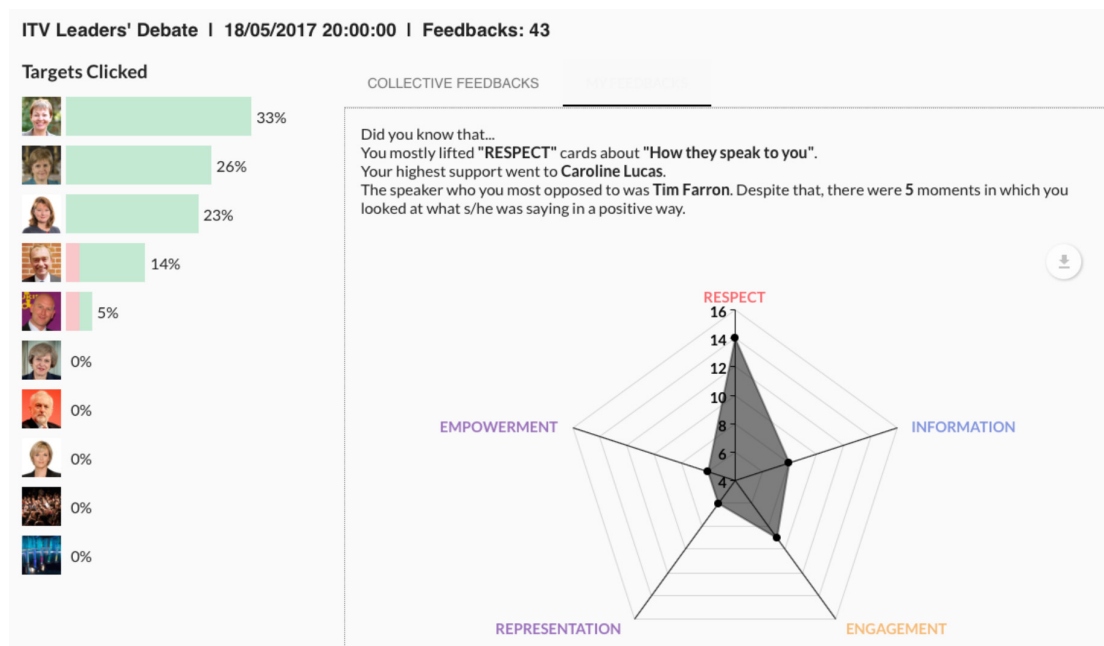 ITV Leaders' Debate | 18/05/2017 20:00:00 | Feedbacks: 43
Targets Clicked
33%
26%
23%
14%
5%
0%
0%
0%
0%
0%
COLLECTIVE FEEDBACKS
MY FEEDBACKS
Did you know that...
You mostly lifted "RESPECT" cards about "How they speak to you".
Your highest support went to Caroline Lucas.
The speaker who you most opposed to was Tim Farron. Despite that, there were 5 moments in which you
looked at what s/he was saying in a positive way.
RESPECT
16
14
12
10
8
6
4
EMPOWERMENT
INFORMATION
REPRESENTATION
ENGAGEMENT